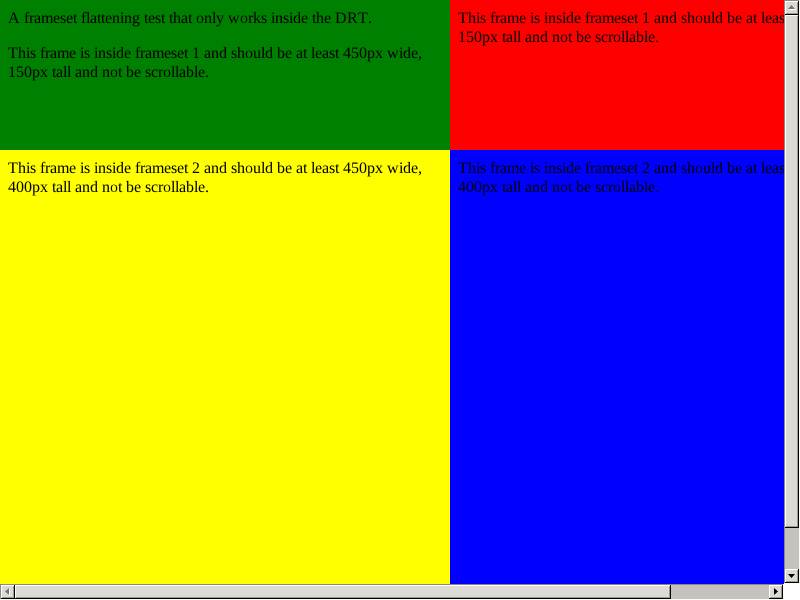 A frameset flattening test that only works inside the DRT.
This frame is inside frameset 1 and should be at least 450px wide,
150px tall and not be scrollable.
This frame is inside frameset 1 and should be at
150px tall and not be scrollable.
This frame is inside frameset 2 and should be at least 450px wide,
400px tall and not be scrollable.
This frame is inside frameset 2 and should be at
400px tall and not be scrollable.